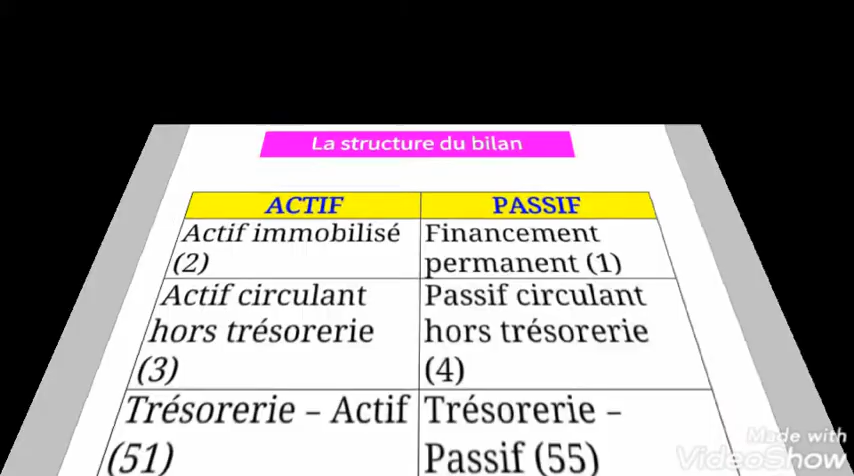 La structure du bilan
ACTIF PASSIF
Actif immobilisé Financement
(2) permanent (1)
Actif circulant Passif circulant
hors trésorerie hors trésorerie
(3) (4)
Trésorerie – Actif Trésorerie –
(51) Passif (55)
Made with
VideoShow